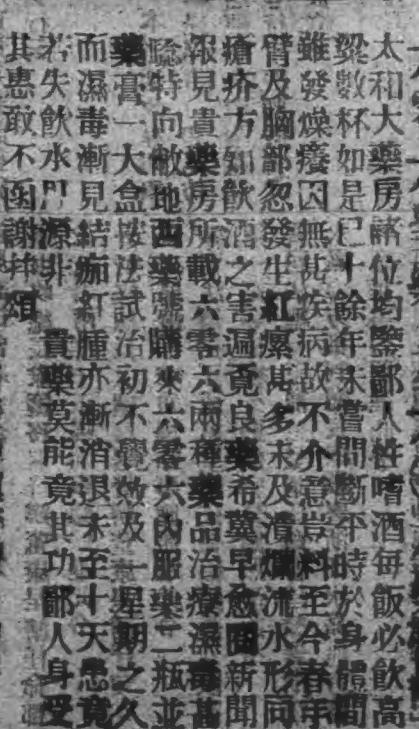 太和大藥房諸位均鑒鄙人性嗜酒每飯必飲高
粱數杯如是已十餘年未嘗間斷平時於身體間
雖發燥癢因無甚疾病故不介意豈料至今春手
臂及胸部忽發生紅瘰甚多未及潰爛流水形同
瘡疥方知飲酒之害遍覓良藥希冀早愈閱新聞
報見貴藥房所載六零六兩種藥品治療濕毒甚
騐特向敝地西藥號購來六零六內服藥二瓶並
藥膏一大盒按法試治初不覺效及一星期之久
而濕毒漸見結痂紅腫亦漸消退未至十天患竟
若失飲水思源非 貴藥莫能竟其功鄙人身受
其惠敢不函謝幷頌